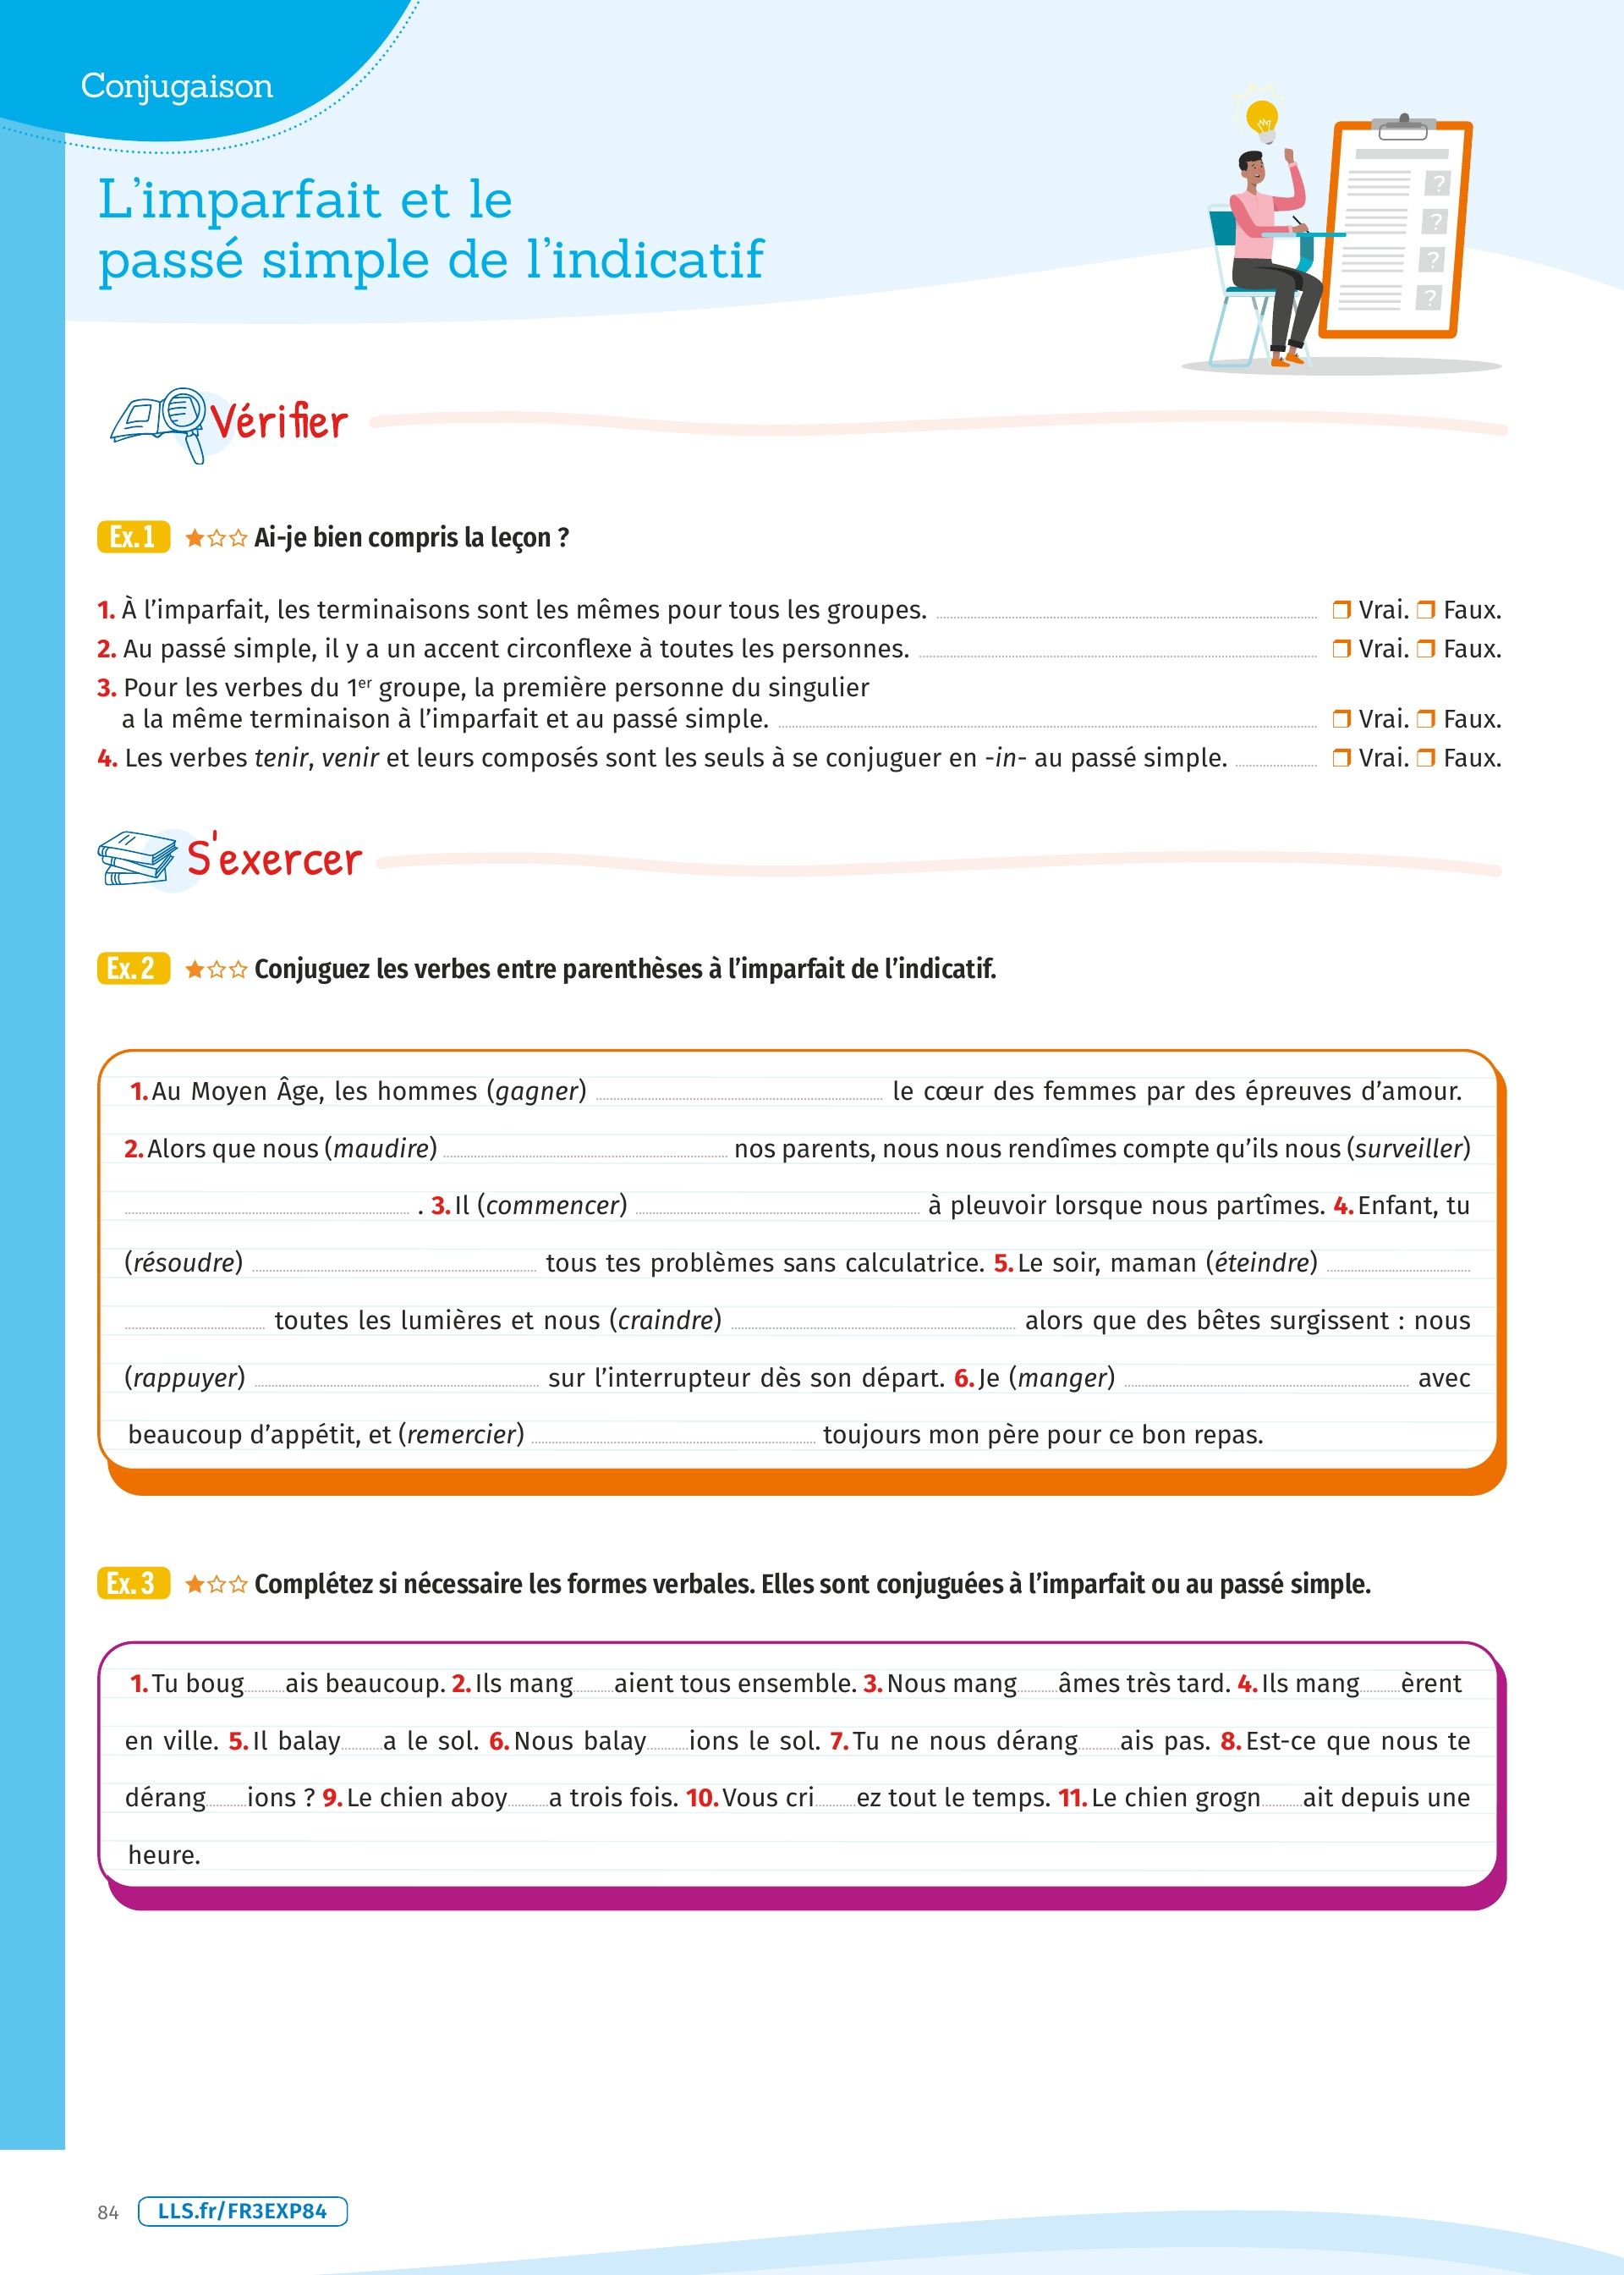 Conjugaison
L'imparfait et le
passé simple de l'indicatif
?
?
?
?
Vérifier
Ex. 1 ★☆☆ Ai-je bien compris la leçon ?
1. À l'imparfait, les terminaisons sont les mêmes pour tous les groupes. ❒ Vrai. ❒ Faux.
2. Au passé simple, il y a un accent circonflexe à toutes les personnes. ❒ Vrai. ❒ Faux.
3. Pour les verbes du 1er groupe, la première personne du singulier
a la même terminaison à l'imparfait et au passé simple. ❒ Vrai. ❒ Faux.
4. Les verbes tenir, venir et leurs composés sont les seuls à se conjuguer en -in- au passé simple. ❒ Vrai. ❒ Faux.
S'exercer
Ex. 2 ★☆☆ Conjuguez les verbes entre parenthèses à l'imparfait de l'indicatif.
1. Au Moyen Âge, les hommes (gagner) ........ le cœur des femmes par des épreuves d'amour.
2. Alors que nous (maudire) ........ nos parents, nous nous rendîmes compte qu'ils nous (surveiller)
........ . 3. Il (commencer) ........ à pleuvoir lorsque nous partîmes. 4. Enfant, tu
(résoudre) ........ tous tes problèmes sans calculatrice. 5. Le soir, maman (éteindre) ........
........ toutes les lumières et nous (craindre) ........ alors que des bêtes surgissent : nous
(rappuyer) ........ sur l'interrupteur dès son départ. 6. Je (manger) ........ avec
beaucoup d'appétit, et (remercier) ........ toujours mon père pour ce bon repas.
Ex. 3 ★☆☆ Complétez si nécessaire les formes verbales. Elles sont conjuguées à l'imparfait ou au passé simple.
1. Tu boug........ais beaucoup. 2. Ils mang........aient tous ensemble. 3. Nous mang........âmes très tard. 4. Ils mang........èrent
en ville. 5. Il balay........a le sol. 6. Nous balay........ions le sol. 7. Tu ne nous dérang........ais pas. 8. Est-ce que nous te
dérang........ions ? 9. Le chien aboy........a trois fois. 10. Vous cri........ez tout le temps. 11. Le chien grogn........ait depuis une
heure.
84 LLS.fr/FR3EXP84